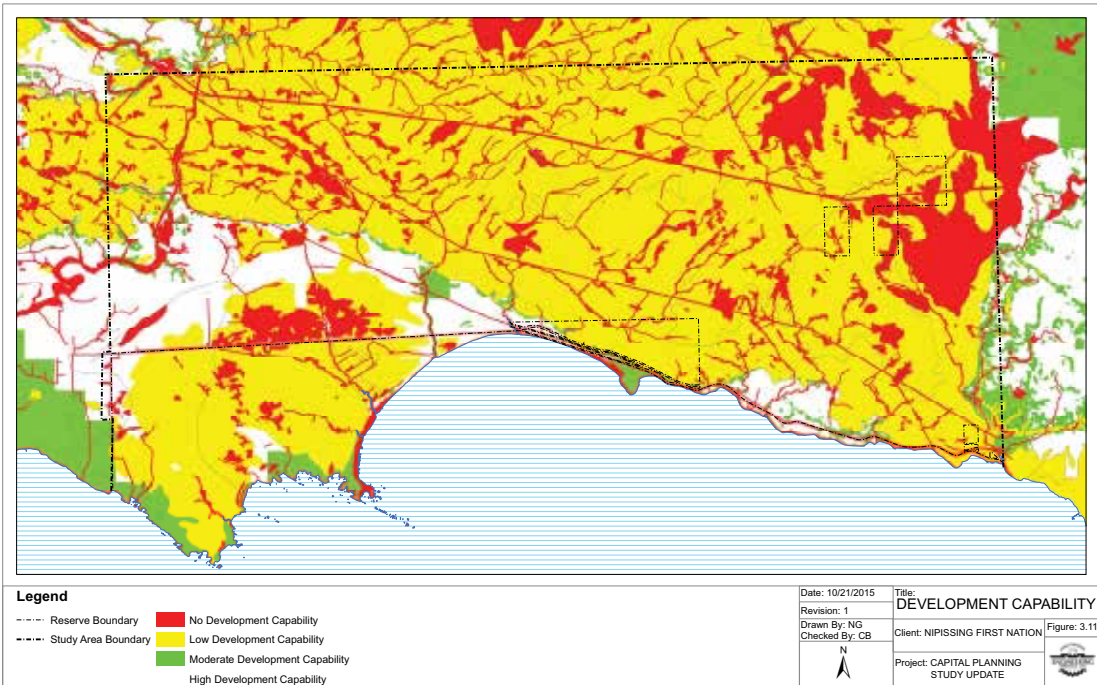 Legend
Reserve Boundary
Study Area Boundary
No Development Capability
Low Development Capability
Moderate Development Capability
High Development Capability
Date: 10/21/2015
Revision: 1
Drawn By: NG
Checked By: CB
N
Title:
DEVELOPMENT CAPABILITY
Client: NIPISSING FIRST NATION
Figure: 3.11
Project: CAPITAL PLANNING
STUDY UPDATE